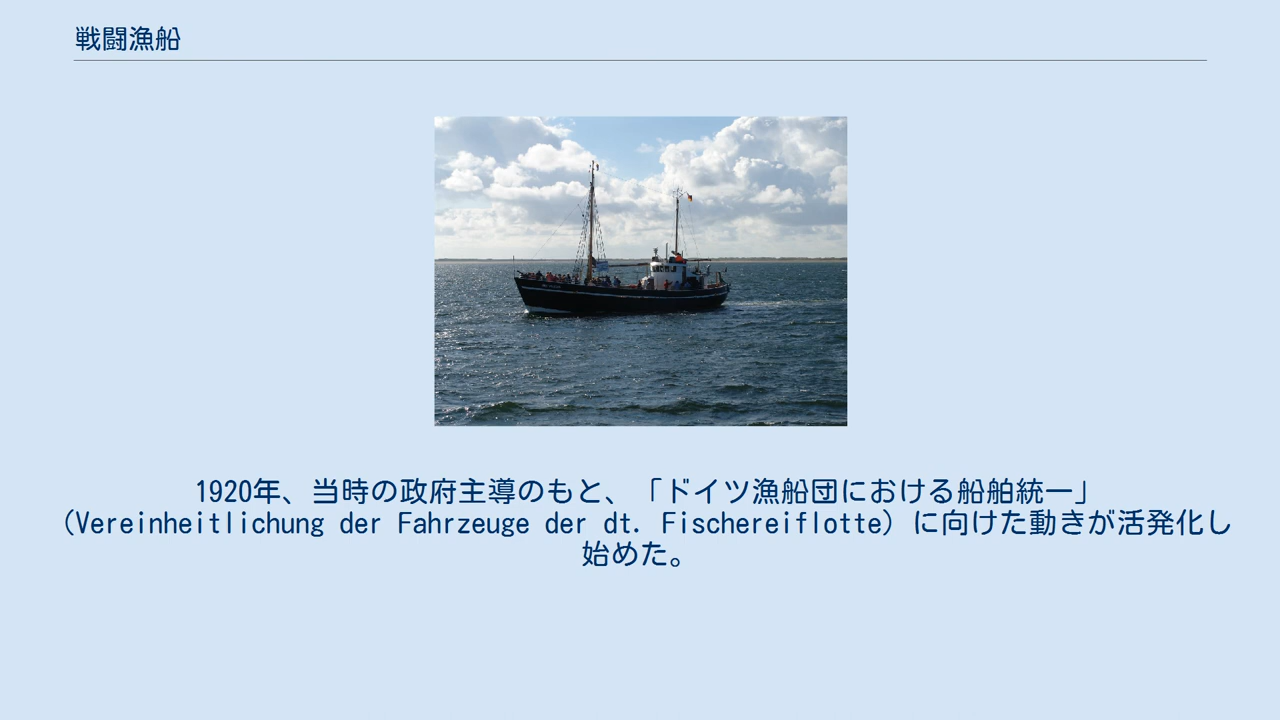 戦闘漁船
1920年、当時の政府主導のもと、「ドイツ漁船団における船舶統一」
(Vereinheitlichung der Fahrzeuge der dt. Fischereiflotte) に向けた動きが活発化し
始めた。